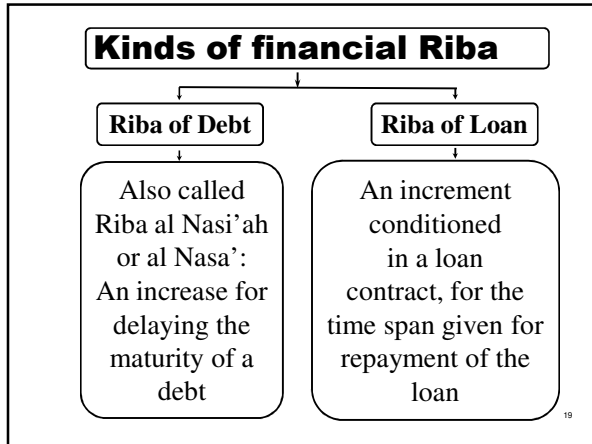 Kinds of financial Riba
Riba of Debt
Also called
Riba al Nasi’ah
or al Nasa’:
An increase for
delaying the
maturity of a
debt
Riba of Loan
An increment
conditioned
in a loan
contract, for the
time span given for
repayment of the
loan
19